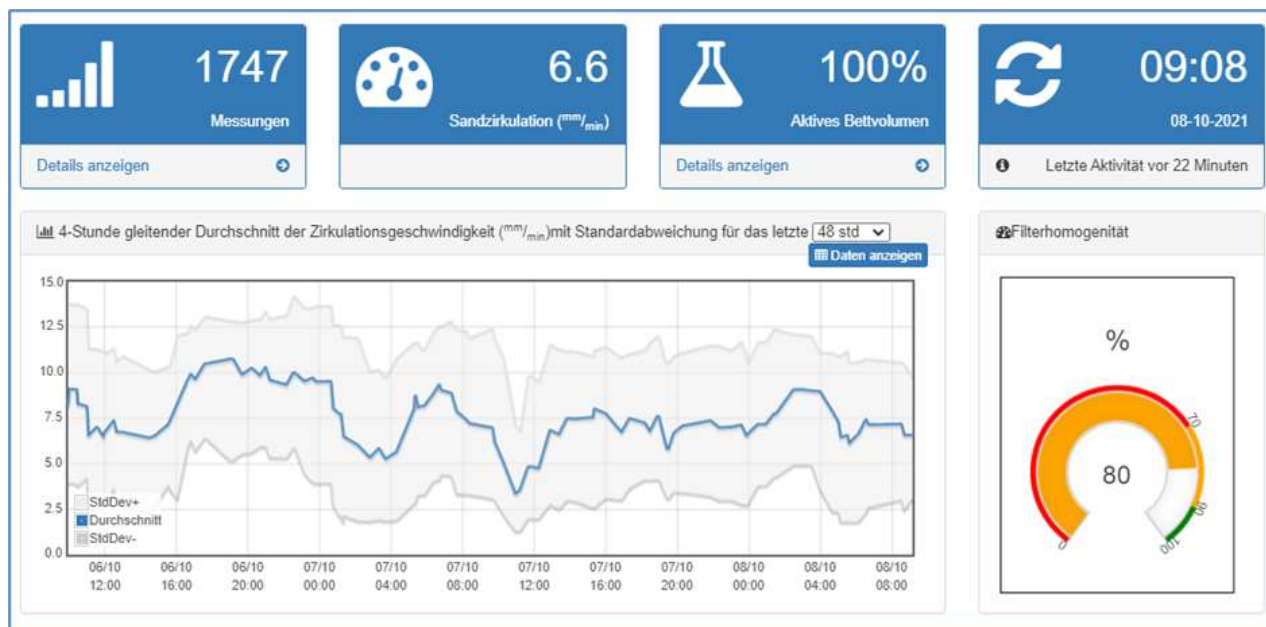 1747
Messungen
Details anzeigen
6.6
Sandzirkulation (mm/min)
100%
Aktives Bettvolumen
Details anzeigen
09:08
08-10-2021
Letzte Aktivität vor 22 Minuten
4-Stunde gleitender Durchschnitt der Zirkulationsgeschwindigkeit (mm/min)mit Standardabweichung für das letzte 48 std
Daten anzeigen
15.0
12.5
10.0
7.5
5.0
2.5
0.0
StdDev+
Durchschnitt
StdDev-
06/10 06/10 06/10 07/10 07/10 07/10 07/10 07/10 07/10 08/10 08/10 08/10
12:00 16:00 20:00 00:00 04:00 08:00 12:00 16:00 20:00 00:00 04:00 08:00
Filterhomogenität
%
70
80
90
0
100